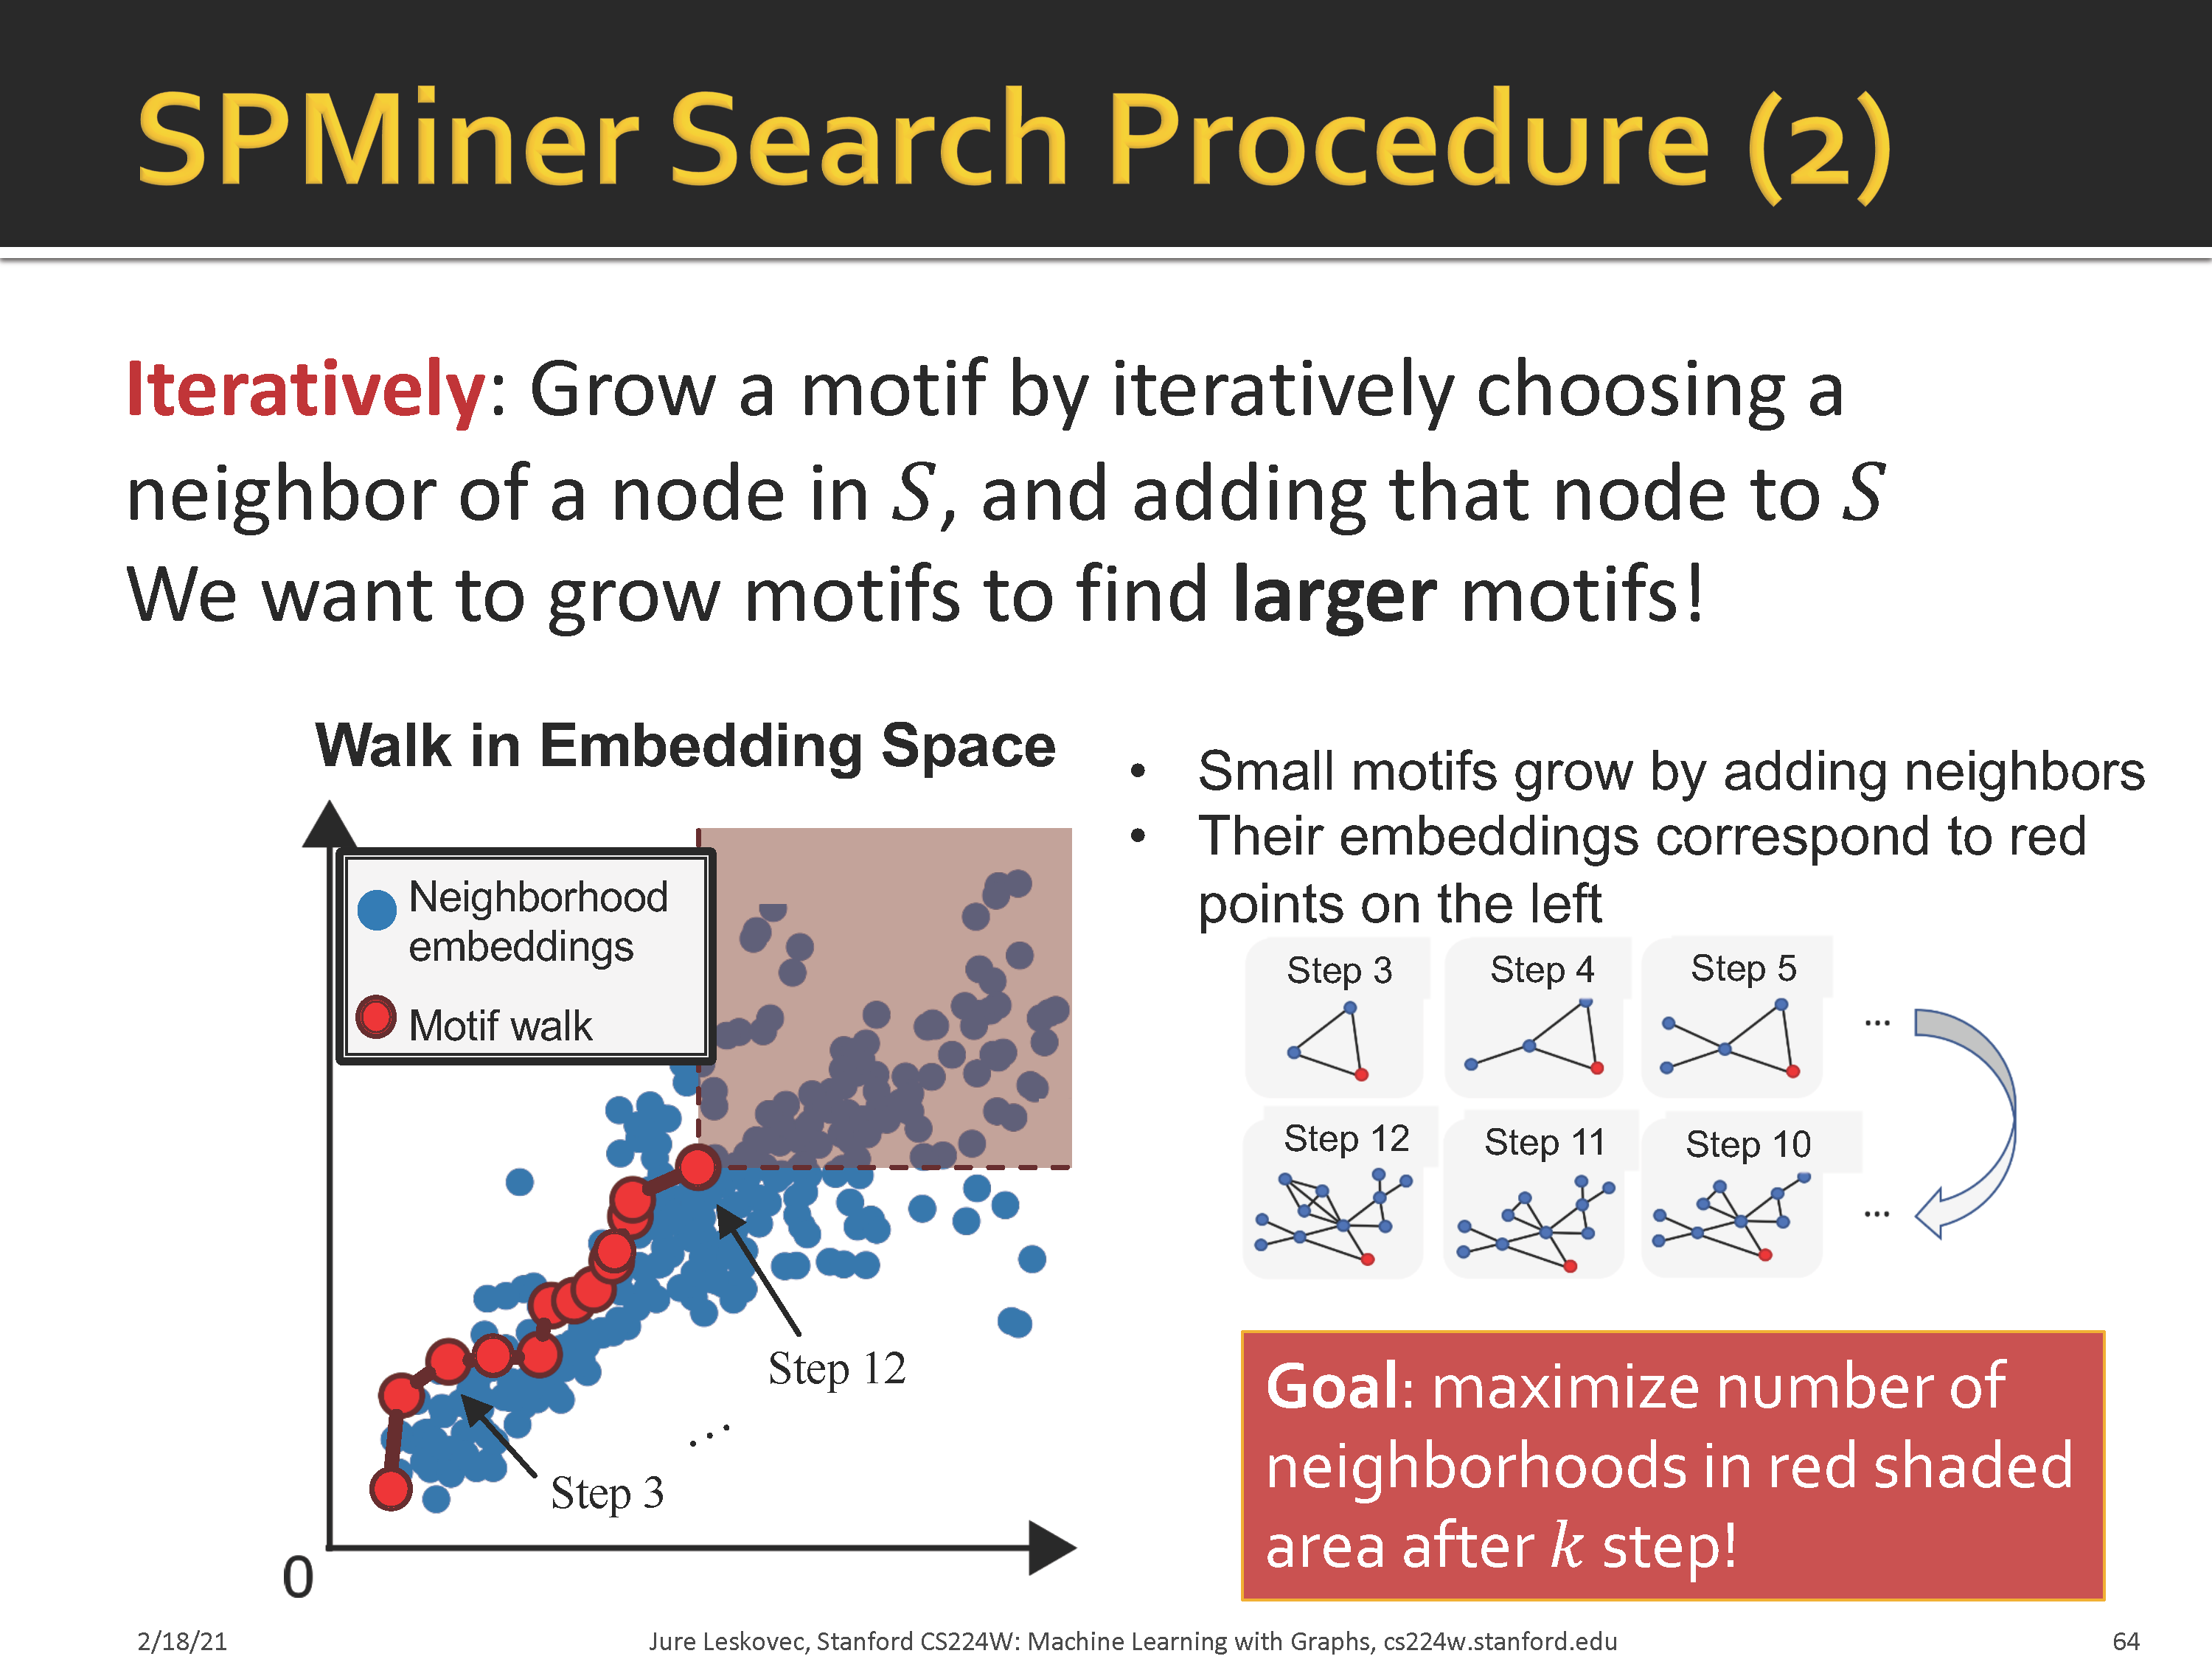 SPMiner Search Procedure (2)
Iteratively: Grow a motif by iteratively choosing a
neighbor of a node in S, and adding that node to S
We want to grow motifs to find larger motifs!
Walk in Embedding Space
Neighborhood
embeddings
Motif walk
Step 12
...
Step 3
0
• Small motifs grow by adding neighbors
• Their embeddings correspond to red
points on the left
Step 3 Step 4 Step 5
...
Step 12 Step 11 Step 10
...
Goal: maximize number of
neighborhoods in red shaded
area after k step!
2/18/21 Jure Leskovec, Stanford CS224W: Machine Learning with Graphs, cs224w.stanford.edu 64